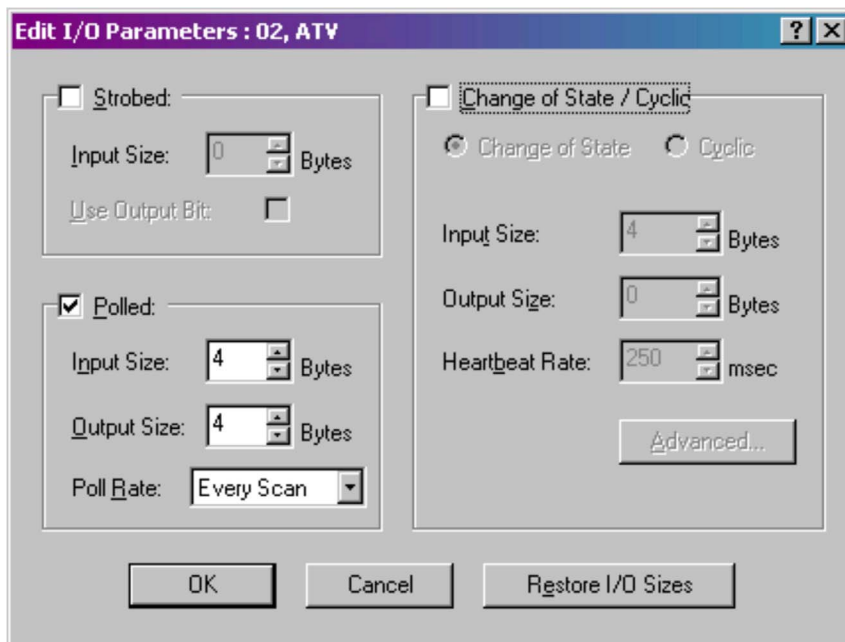 Edit I/O Parameters : 02, ATV
Strobed:
Input Size: 0 Bytes
Use Output Bit:
Polled:
Input Size: 4 Bytes
Output Size: 4 Bytes
Poll Rate: Every Scan
Change of State / Cyclic
Change of State Cyclic
Input Size: 4 Bytes
Output Size: 0 Bytes
Heartbeat Rate: 250 msec
Advanced...
OK Cancel Restore I/O Sizes